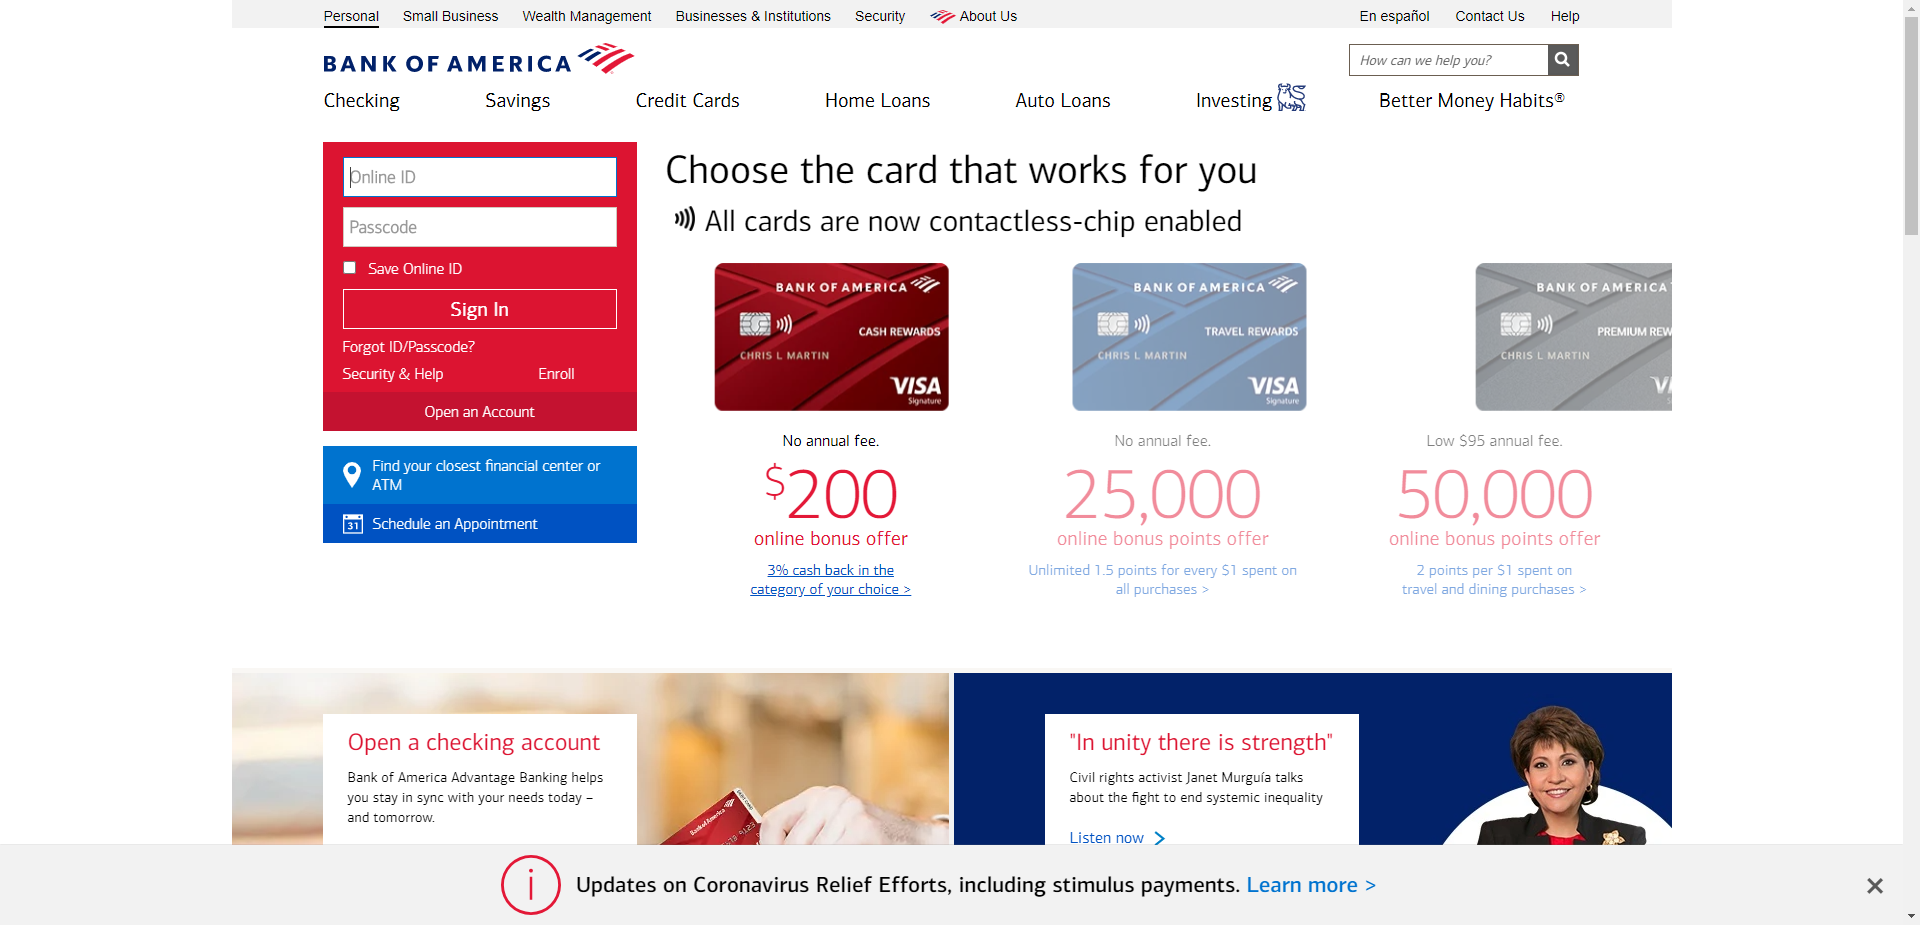 Personal Small Business Wealth Management Businesses & Institutions Security About Us En español Contact Us Help
BANK OF AMERICA
How can we help you?
Checking Savings Credit Cards Home Loans Auto Loans Investing Better Money Habits®
Online ID
Passcode
Save Online ID
Sign In
Forgot ID/Passcode?
Security & Help Enroll
Open an Account
Find your closest financial center or
ATM
31 Schedule an Appointment
Choose the card that works for you
All cards are now contactless-chip enabled
BANK OF AMERICA
CASH REWARDS
CHRIS L MARTIN
VISA
Signature
No annual fee.
$200
online bonus offer
3% cash back in the
category of your choice >
BANK OF AMERICA
TRAVEL REWARDS
CHRIS L MARTIN
VISA
Signature
No annual fee.
25,000
online bonus points offer
Unlimited 1.5 points for every $1 spent on
all purchases >
BANK OF AMERICA
PREMIUM REW
CHRIS L MARTIN
VI
S
Low $95 annual fee.
50,000
online bonus points offer
2 points per $1 spent on
travel and dining purchases >
Open a checking account
Bank of America Advantage Banking helps
you stay in sync with your needs today –
and tomorrow.
Bank of America
"In unity there is strength"
Civil rights activist Janet Murguía talks
about the fight to end systemic inequality
Listen now
Updates on Coronavirus Relief Efforts, including stimulus payments. Learn more >